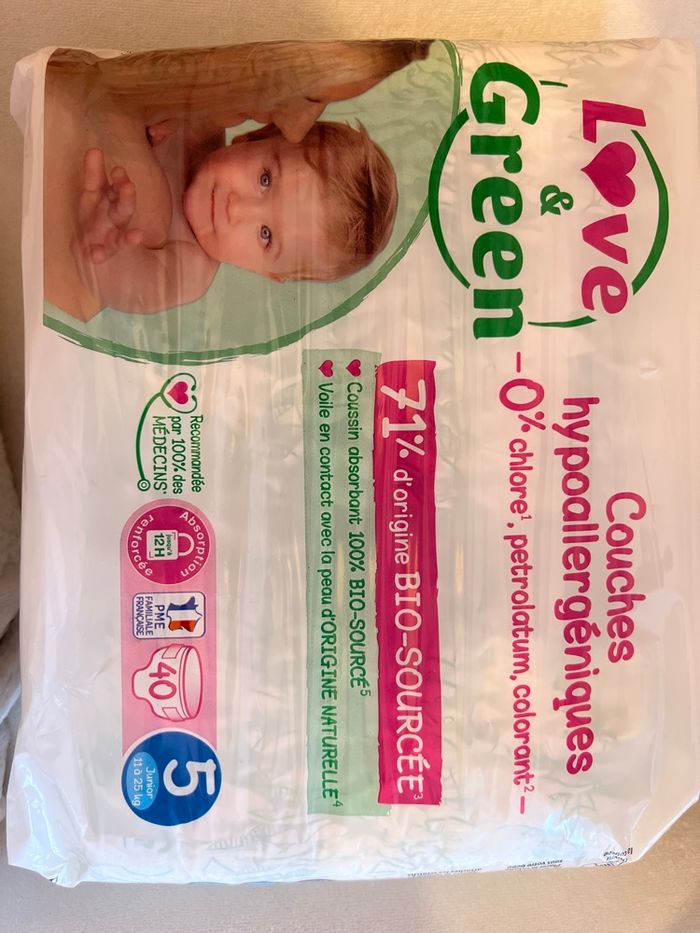 Love
&
Green
Couches
hypoallergéniques
- 0% chlore¹, petrolatum, colorant² -
71% d'origine BIO-SOURCÉE³
Coussin absorbant 100% BIO-SOURCÉ⁵
Voile en contact avec la peau d'ORIGINE NATURELLE⁴
Recommandée
par 100% des
MÉDECINS*
Absorption
jusqu'à
12H
renforcée
PME
FAMILIALE
FRANÇAISE
40
5
Junior
11 à 25 kg